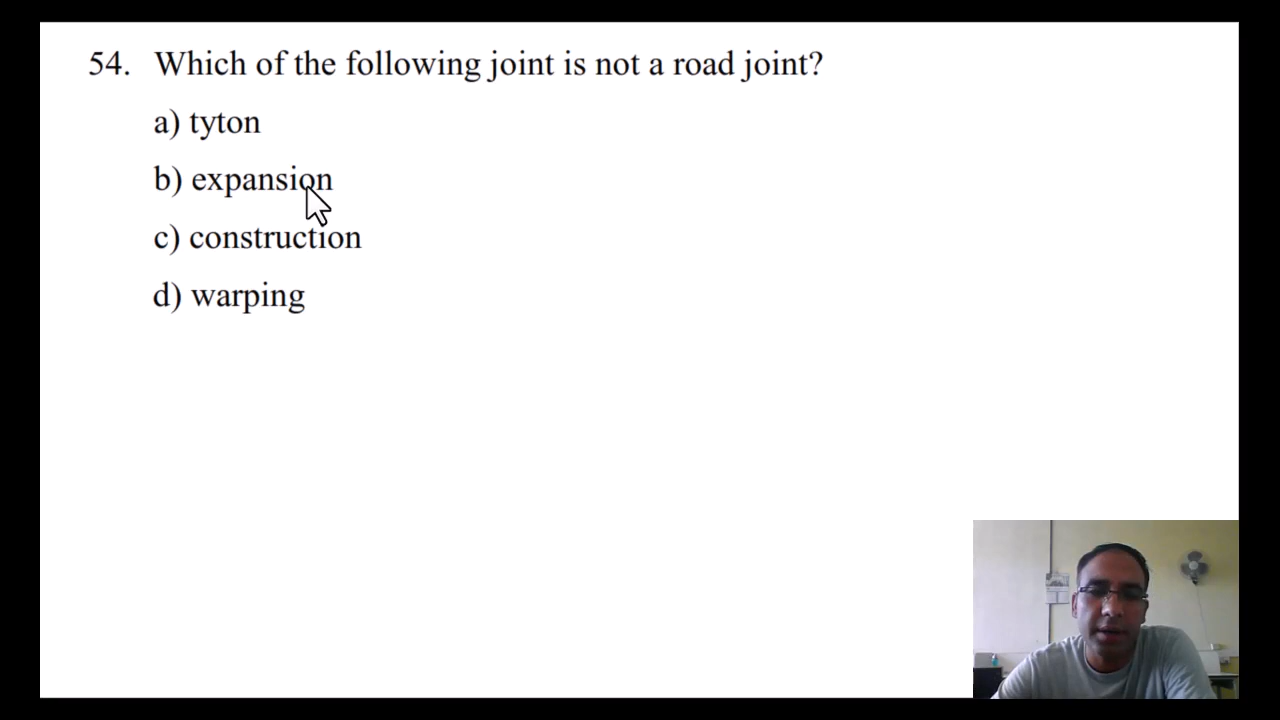 54. Which of the following joint is not a road joint?
a) tyton
b) expansion
c) construction
d) warping